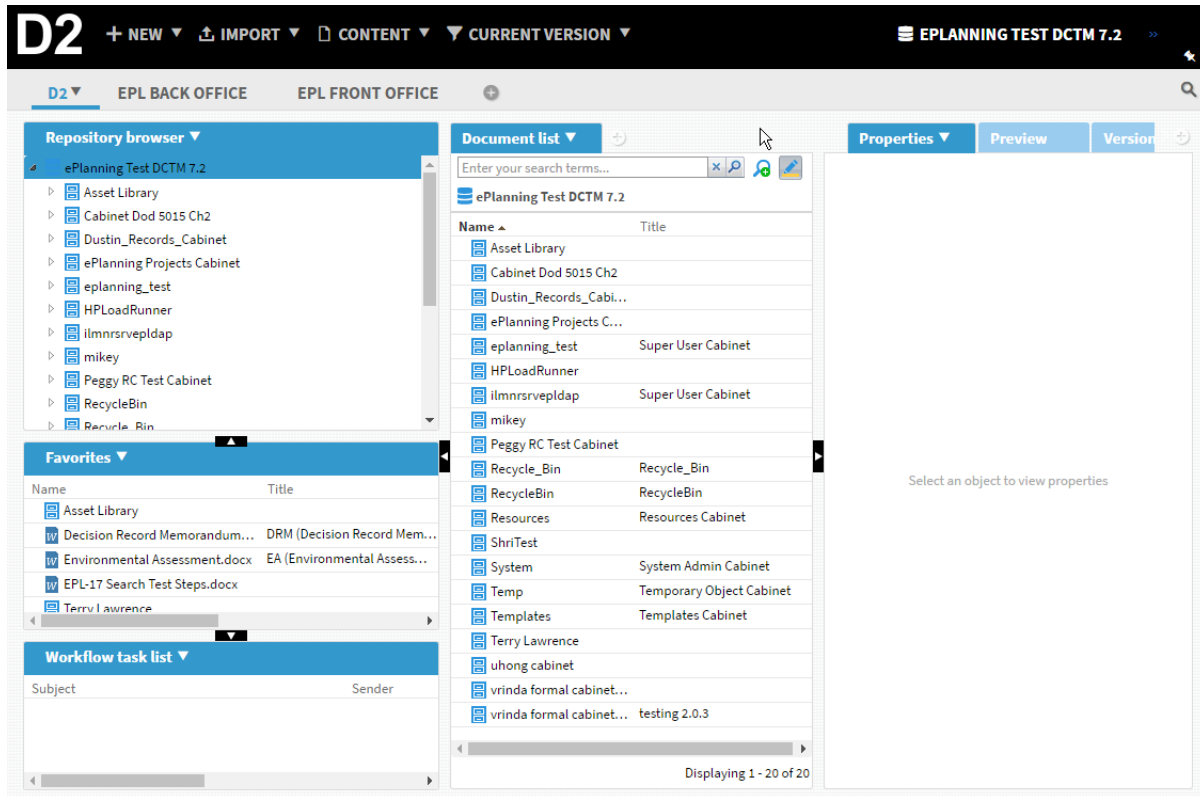 D2 NEW IMPORT CONTENT CURRENT VERSION EPLANNING TEST DCTM 7.2 »
D2 EPL BACK OFFICE EPL FRONT OFFICE
Repository browser
ePlanning Test DCTM 7.2
Asset Library
Cabinet Dod 5015 Ch2
Dustin_Records_Cabinet
ePlanning Projects Cabinet
eplanning_test
HPLoadRunner
ilmnrsrvepldap
mikey
Peggy RC Test Cabinet
RecycleBin
Recycle_Bin
Favorites
Name Title
Asset Library
Decision Record Memorandum... DRM (Decision Record Mem...
Environmental Assessment.docx EA (Environmental Assess...
EPL-17 Search Test Steps.docx
Terry Lawrence
Workflow task list
Subject Sender
Document list
Enter your search terms...
ePlanning Test DCTM 7.2
Name Title
Asset Library
Cabinet Dod 5015 Ch2
Dustin_Records_Cabi...
ePlanning Projects C...
eplanning_test Super User Cabinet
HPLoadRunner
ilmnrsrvepldap Super User Cabinet
mikey
Peggy RC Test Cabinet
Recycle_Bin Recycle_Bin
RecycleBin RecycleBin
Resources Resources Cabinet
ShriTest
System System Admin Cabinet
Temp Temporary Object Cabinet
Templates Templates Cabinet
Terry Lawrence
uhong cabinet
vrinda formal cabinet...
vrinda formal cabinet... testing 2.0.3
Displaying 1 - 20 of 20
Properties Preview Version
Select an object to view properties